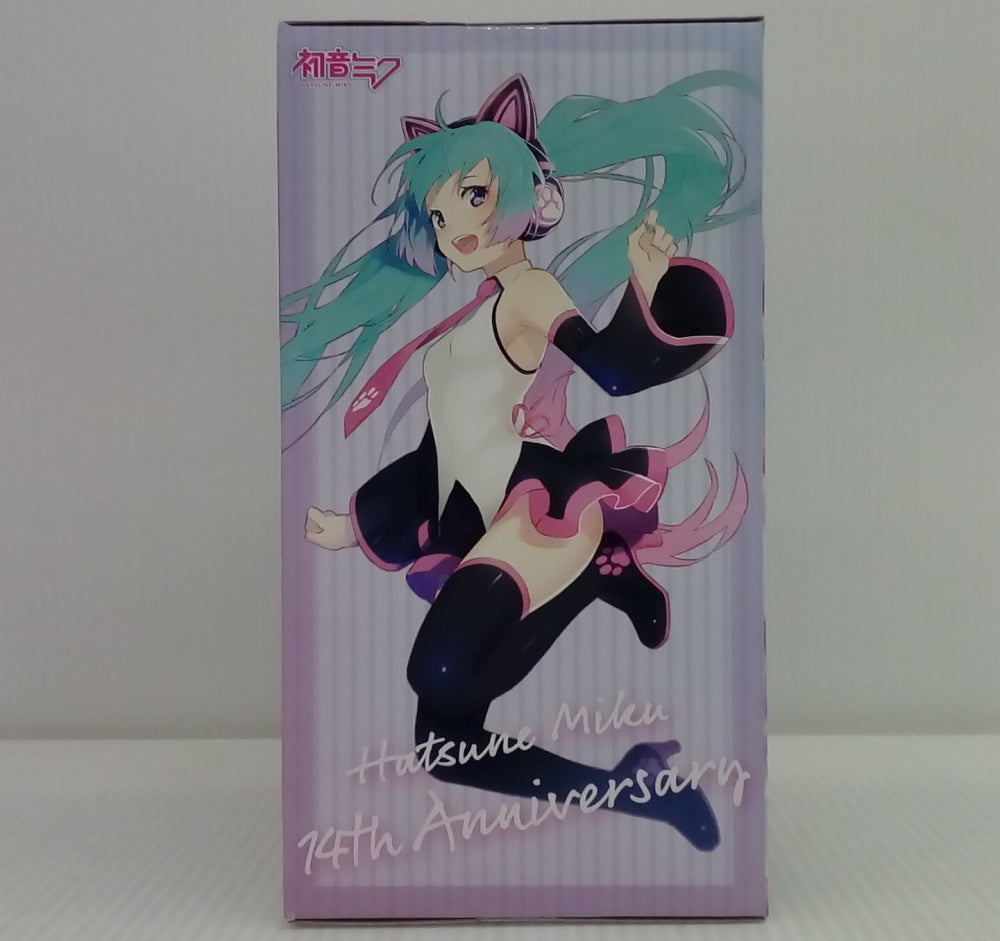 初音ミク
HATSUNE MIKU
Hatsune Miku
14th Anniversary